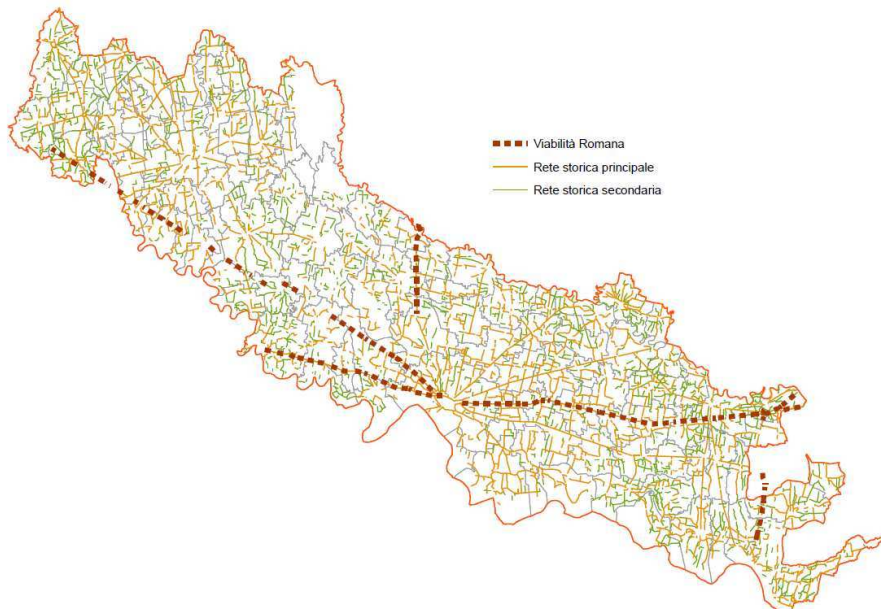 Viabilità Romana
Rete storica principale
Rete storica secondaria